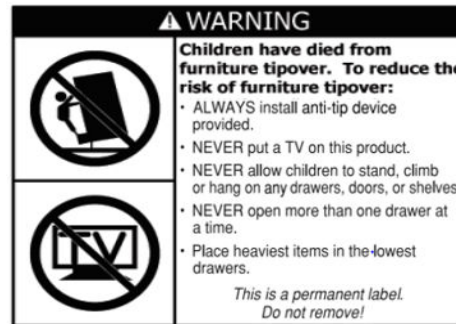 WARNING
Children have died from
furniture tipover. To reduce the
risk of furniture tipover:
• ALWAYS install anti-tip device
provided.
• NEVER put a TV on this product.
• NEVER allow children to stand, climb
or hang on any drawers, doors, or shelves
• NEVER open more than one drawer at
a time.
• Place heaviest items in the lowest
drawers.
TV
This is a permanent label.
Do not remove!